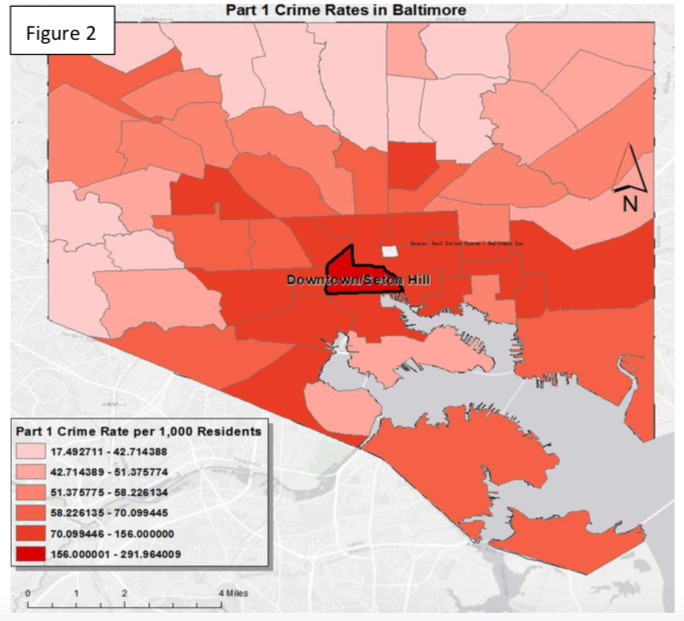 Part 1 Crime Rates in Baltimore
Figure 2
N
Downtown/Seton Hill
Part 1 Crime Rate per 1,000 Residents
17.492711 - 42.714388
42.714389 - 51.375774
51.375775 - 58.226134
58.226135 - 70.099445
70.099446 - 156.000000
156.000001 - 291.964009
0 1 2 4 Miles